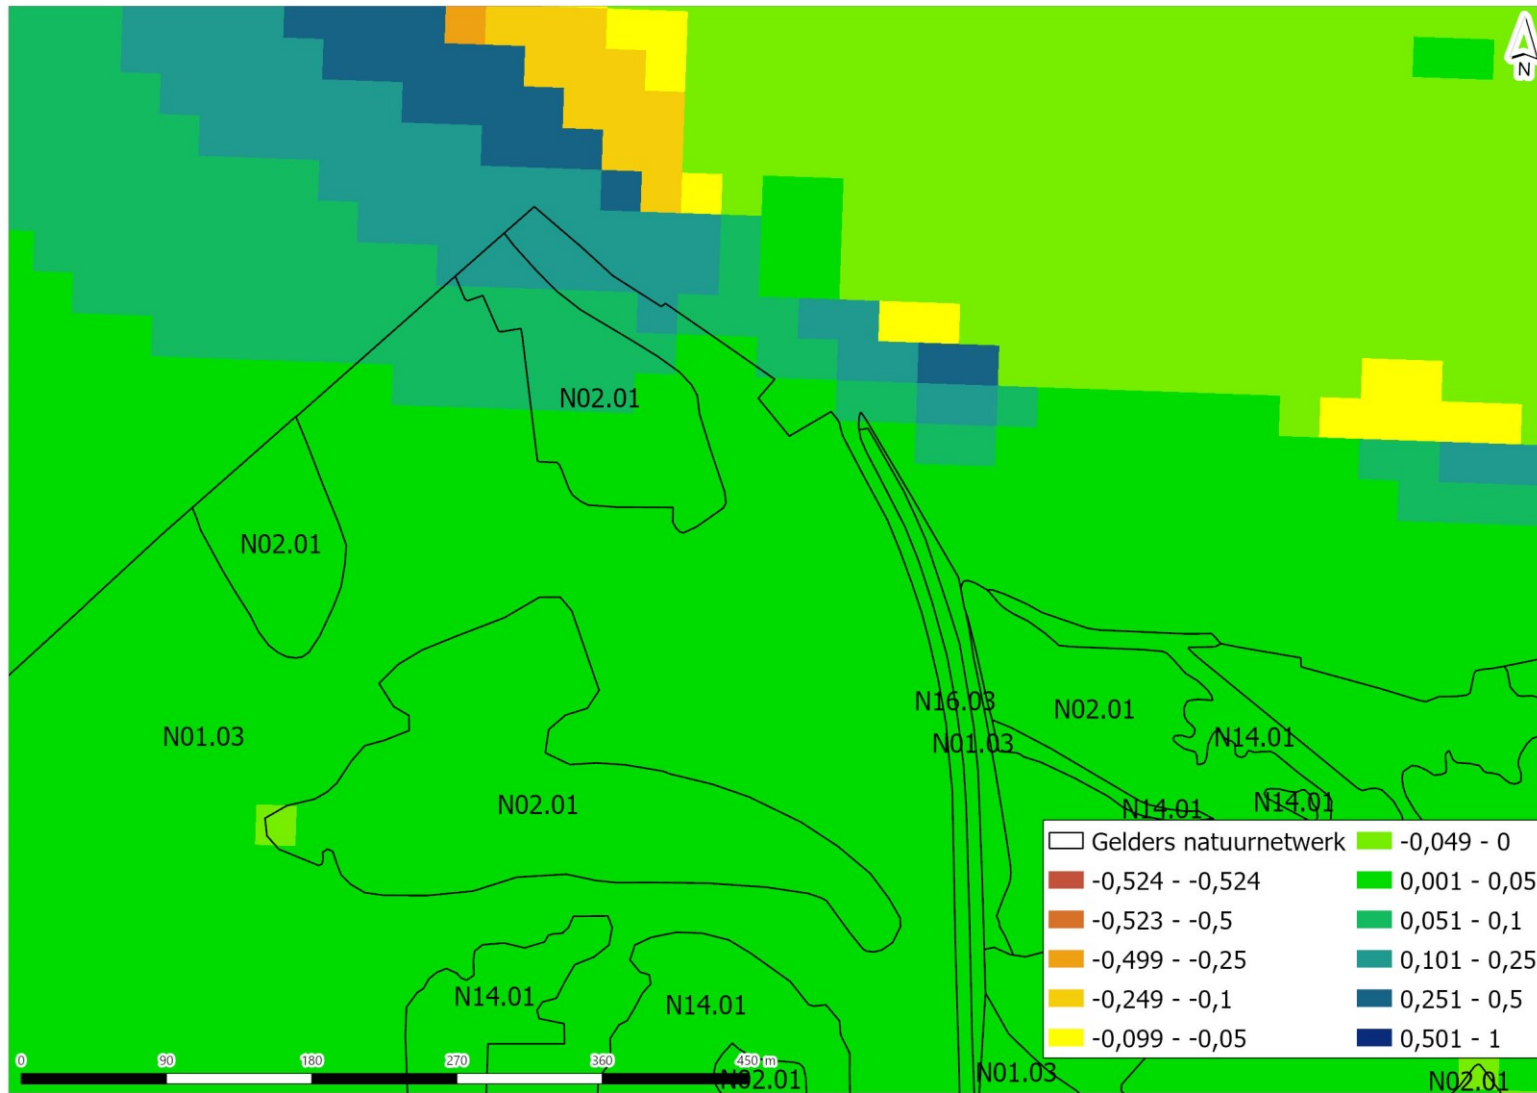 N
N02.01
N02.01
N16.03
N02.01
N01.03
N01.03
N14.01
N02.01
N14.01
N14.01
N14.01
N14.01
N01.03
N02.01
N02.01
Gelders natuurnetwerk
-0,524 - -0,524
-0,523 - -0,5
-0,499 - -0,25
-0,249 - -0,1
-0,099 - -0,05
-0,049 - 0
0,001 - 0,05
0,051 - 0,1
0,101 - 0,25
0,251 - 0,5
0,501 - 1
0 90 180 270 360 450 m